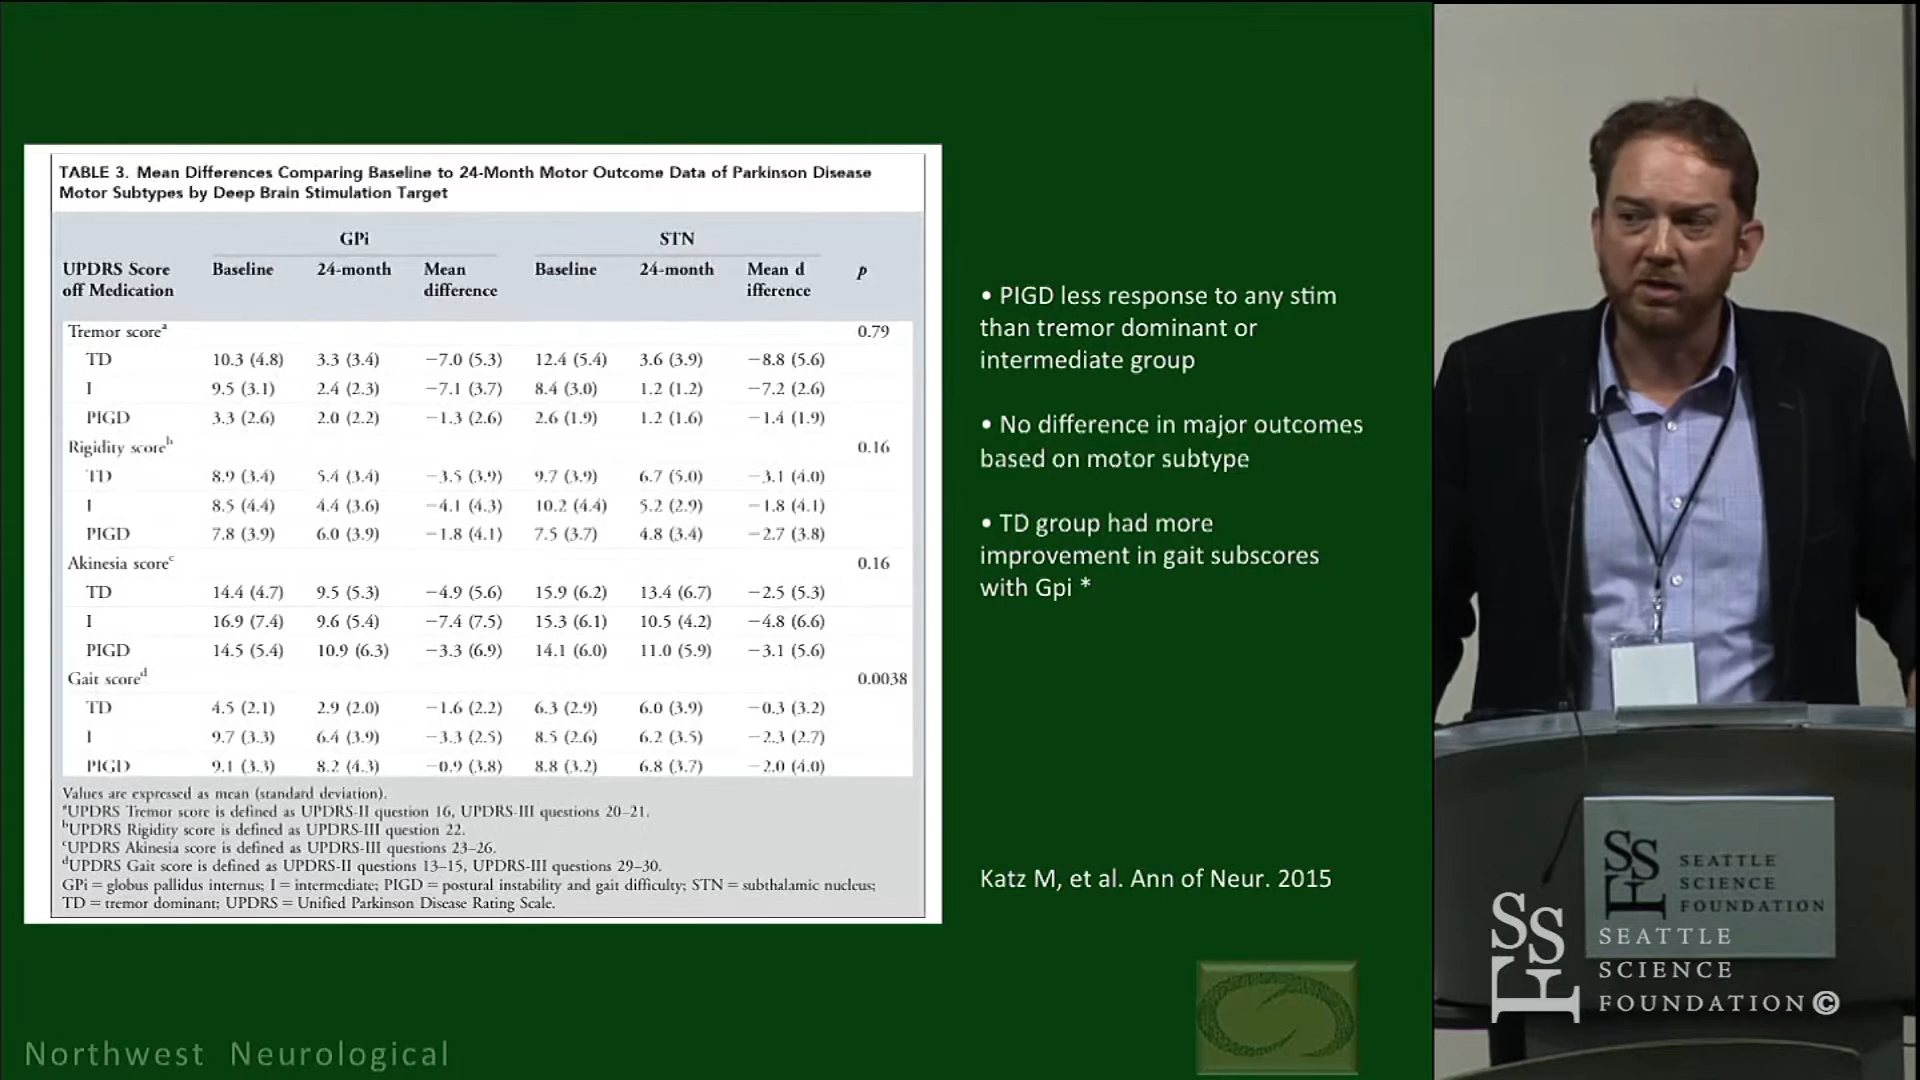 TABLE 3. Mean Differences Comparing Baseline to 24-Month Motor Outcome Data of Parkinson Disease
Motor Subtypes by Deep Brain Stimulation Target
GPi STN
UPDRS Score off Medication Baseline 24-month Mean difference Baseline 24-month Mean d ifference p
Tremor scoreª 0.79
TD 10.3 (4.8) 3.3 (3.4) −7.0 (5.3) 12.4 (5.4) 3.6 (3.9) −8.8 (5.6)
I 9.5 (3.1) 2.4 (2.3) −7.1 (3.7) 8.4 (3.0) 1.2 (1.2) −7.2 (2.6)
PIGD 3.3 (2.6) 2.0 (2.2) −1.3 (2.6) 2.6 (1.9) 1.2 (1.6) −1.4 (1.9)
Rigidity scoreᵇ 0.16
TD 8.9 (3.4) 5.4 (3.4) −3.5 (3.9) 9.7 (3.9) 6.7 (5.0) −3.1 (4.0)
I 8.5 (4.4) 4.4 (3.6) −4.1 (4.3) 10.2 (4.4) 5.2 (2.9) −1.8 (4.1)
PIGD 7.8 (3.9) 6.0 (3.9) −1.8 (4.1) 7.5 (3.7) 4.8 (3.4) −2.7 (3.8)
Akinesia scoreᶜ 0.16
TD 14.4 (4.7) 9.5 (5.3) −4.9 (5.6) 15.9 (6.2) 13.4 (6.7) −2.5 (5.3)
I 16.9 (7.4) 9.6 (5.4) −7.4 (7.5) 15.3 (6.1) 10.5 (4.2) −4.8 (6.6)
PIGD 14.5 (5.4) 10.9 (6.3) −3.3 (6.9) 14.1 (6.0) 11.0 (5.9) −3.1 (5.6)
Gait scoreᵈ 0.0038
TD 4.5 (2.1) 2.9 (2.0) −1.6 (2.2) 6.3 (2.9) 6.0 (3.9) −0.3 (3.2)
I 9.7 (3.3) 6.4 (3.9) −3.3 (2.5) 8.5 (2.6) 6.2 (3.5) −2.3 (2.7)
PIGD 9.1 (3.3) 8.2 (4.3) −0.9 (3.8) 8.8 (3.2) 6.8 (3.7) −2.0 (4.0)
Values are expressed as mean (standard deviation).
ªUPDRS Tremor score is defined as UPDRS-II question 16, UPDRS-III questions 20–21.
ᵇUPDRS Rigidity score is defined as UPDRS-III question 22.
ᶜUPDRS Akinesia score is defined as UPDRS-III questions 23–26.
ᵈUPDRS Gait score is defined as UPDRS-II questions 13–15, UPDRS-III questions 29–30.
GPi = globus pallidus internus; I = intermediate; PIGD = postural instability and gait difficulty; STN = subthalamic nucleus;
TD = tremor dominant; UPDRS = Unified Parkinson Disease Rating Scale.
• PIGD less response to any stim
than tremor dominant or
intermediate group
• No difference in major outcomes
based on motor subtype
• TD group had more
improvement in gait subscores
with Gpi *
Katz M, et al. Ann of Neur. 2015
Northwest Neurological
SSF
SEATTLE
SCIENCE
FOUNDATION
SSF
SEATTLE
SCIENCE
FOUNDATION©